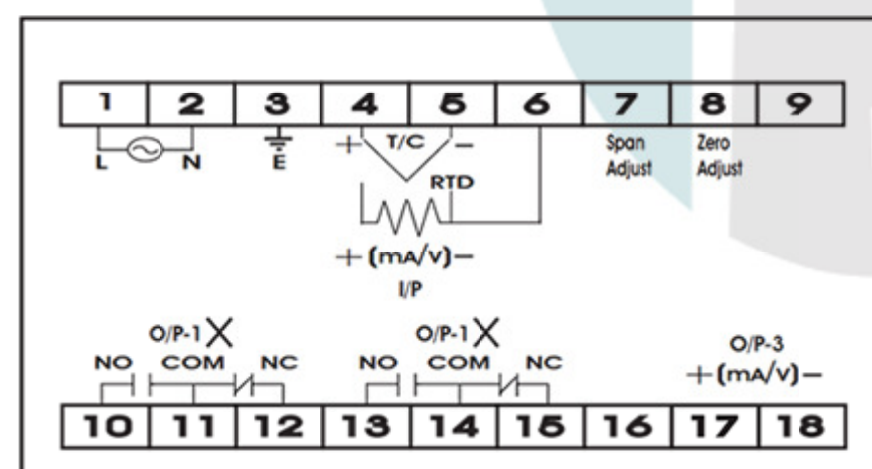 1 2 3 4 5 6 7 8 9
+ T/C - Span Zero
L N E Adjust Adjust
RTD
+ (mA/V) -
I/P
O/P-1 X O/P-1 X O/P-3
NO COM NC NO COM NC + (mA/V) -
10 11 12 13 14 15 16 17 18